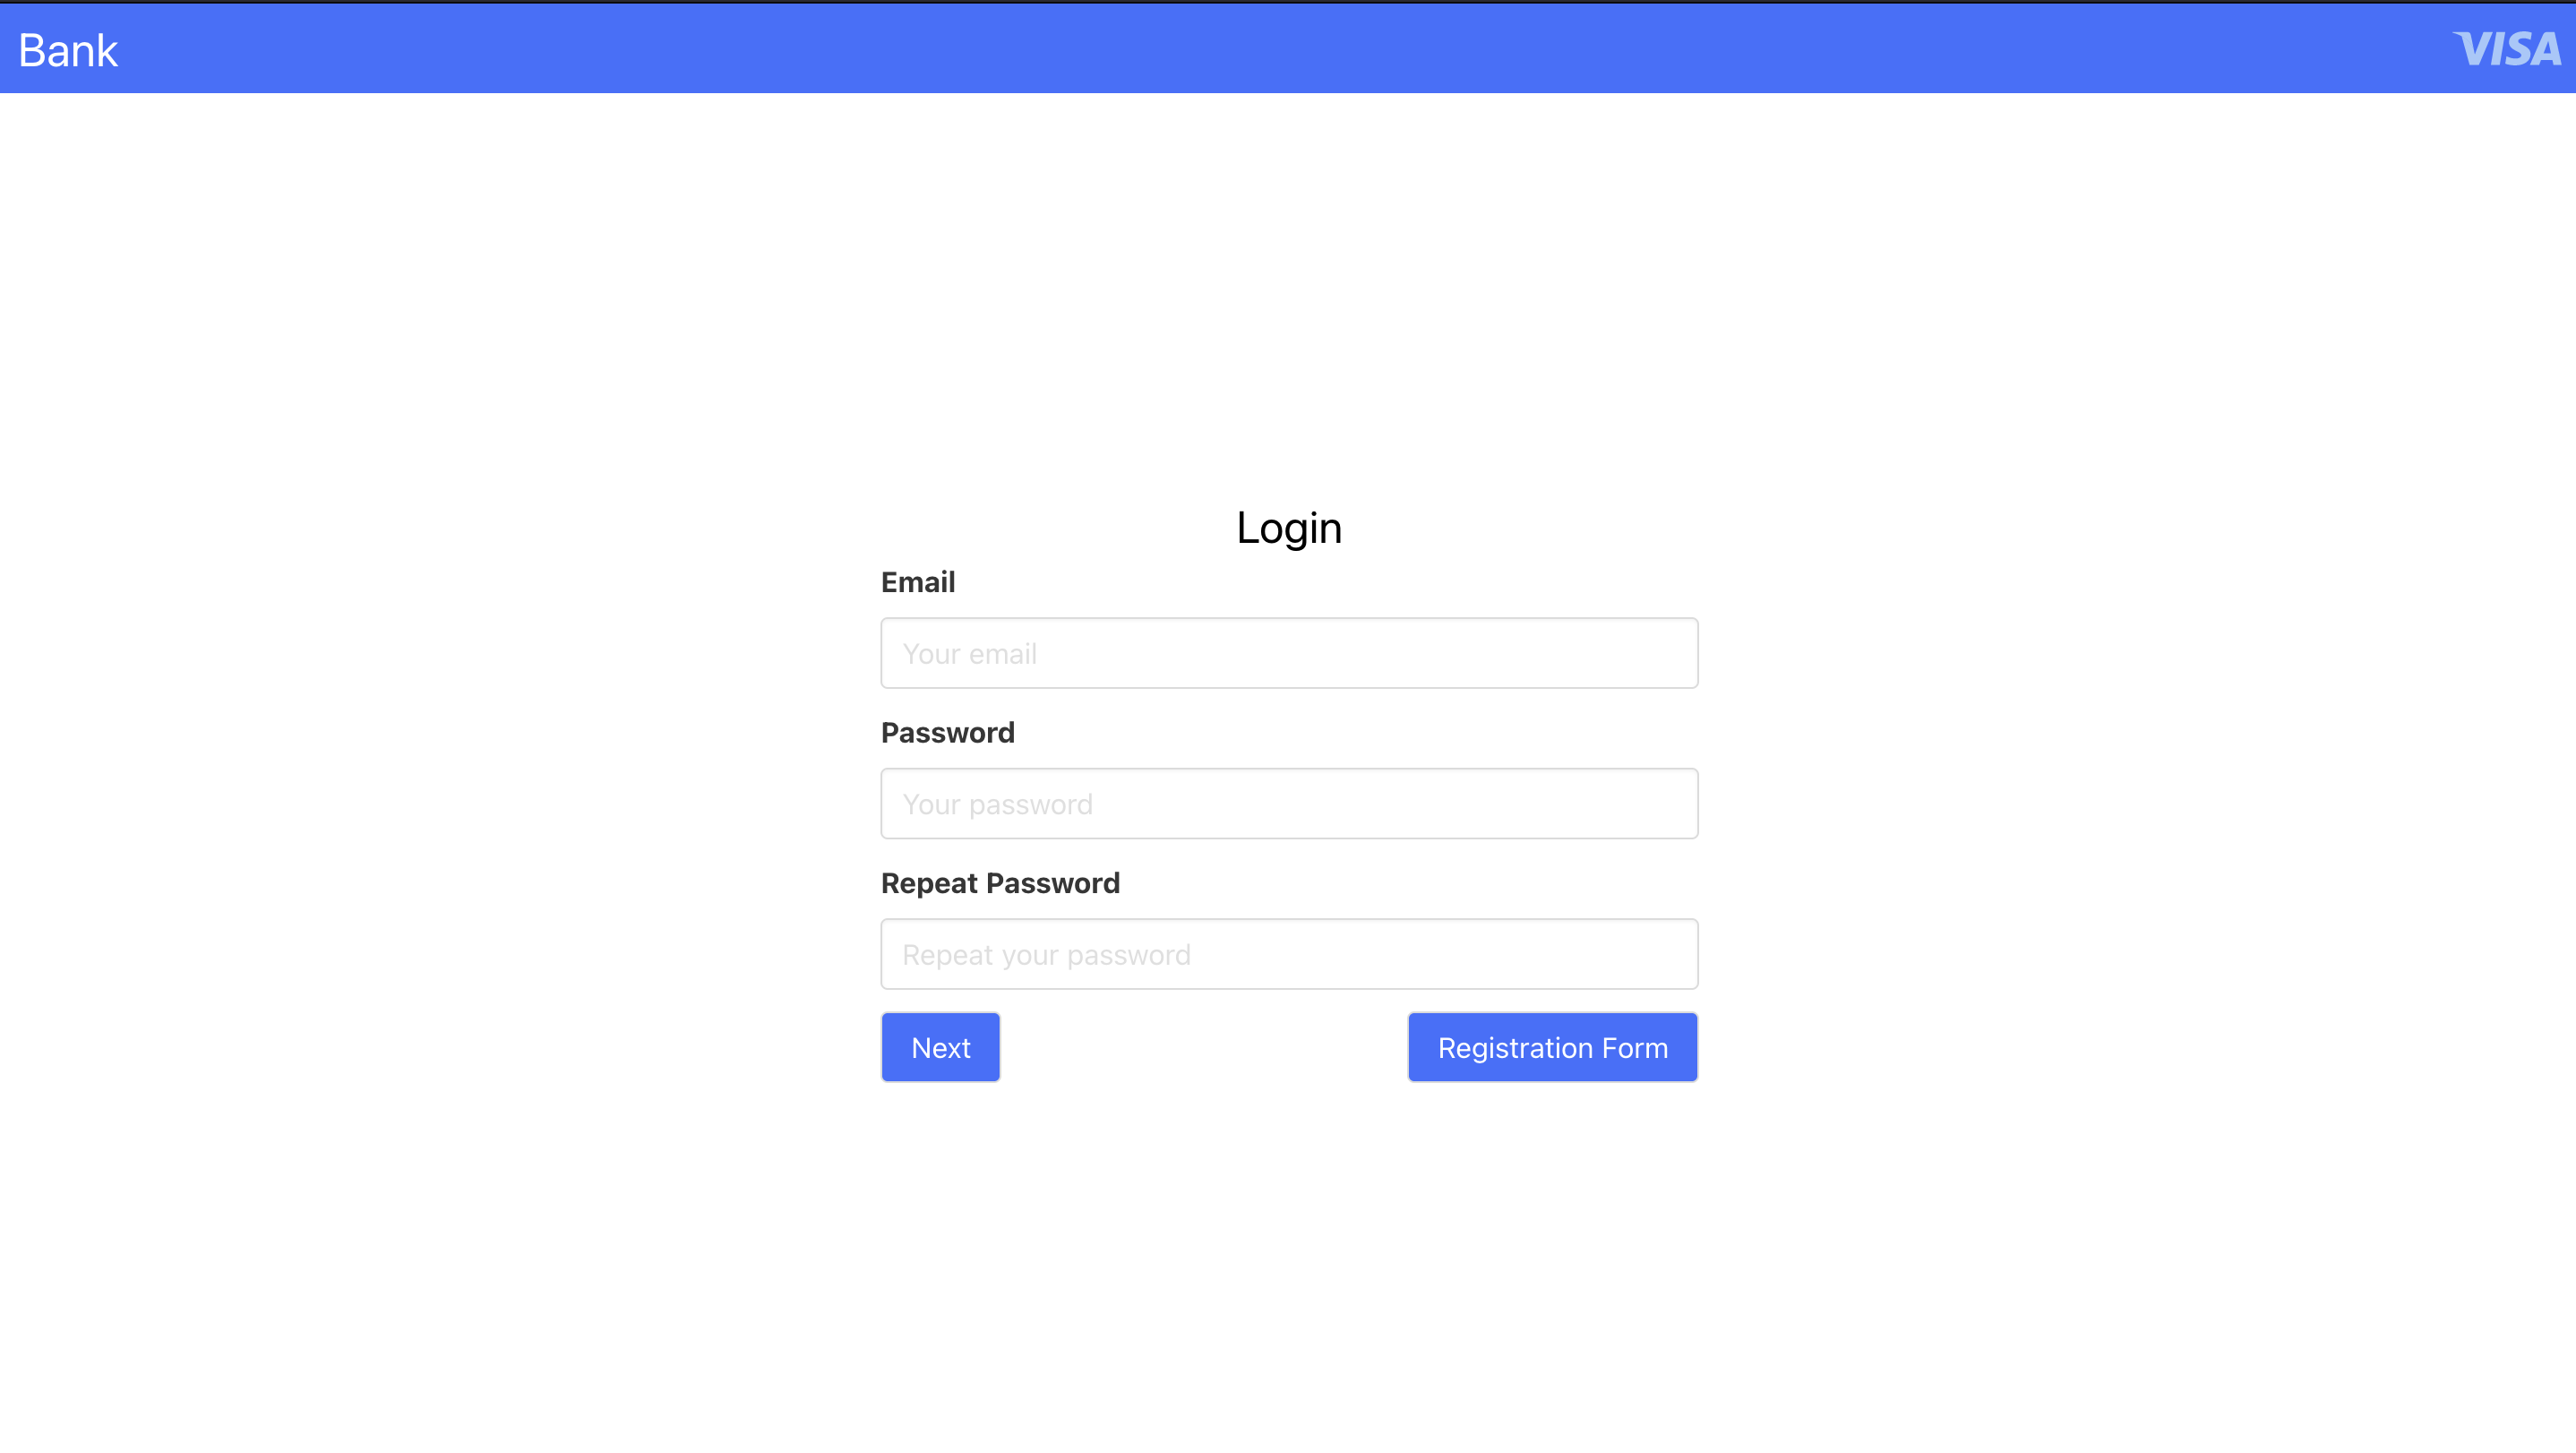 Bank
VISA
Login
Email
Your email
Password
Your password
Repeat Password
Repeat your password
Next
Registration Form